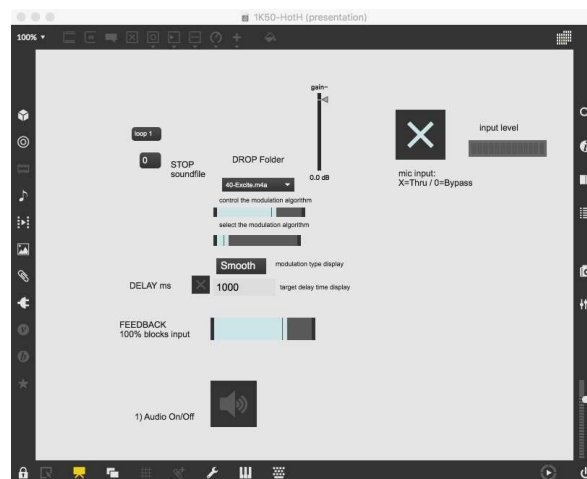 1K50-HotH (presentation)
100%
gain~
loop 1
0
STOP
soundfile
DROP Folder
40-Excite.m4a
0.0 dB
input level
mic input:
X=Thru / 0=Bypass
control the modulation algorithm
select the modulation algorithm
Smooth
modulation type display
DELAY ms
1000
target delay time display
FEEDBACK
100% blocks input
1) Audio On/Off